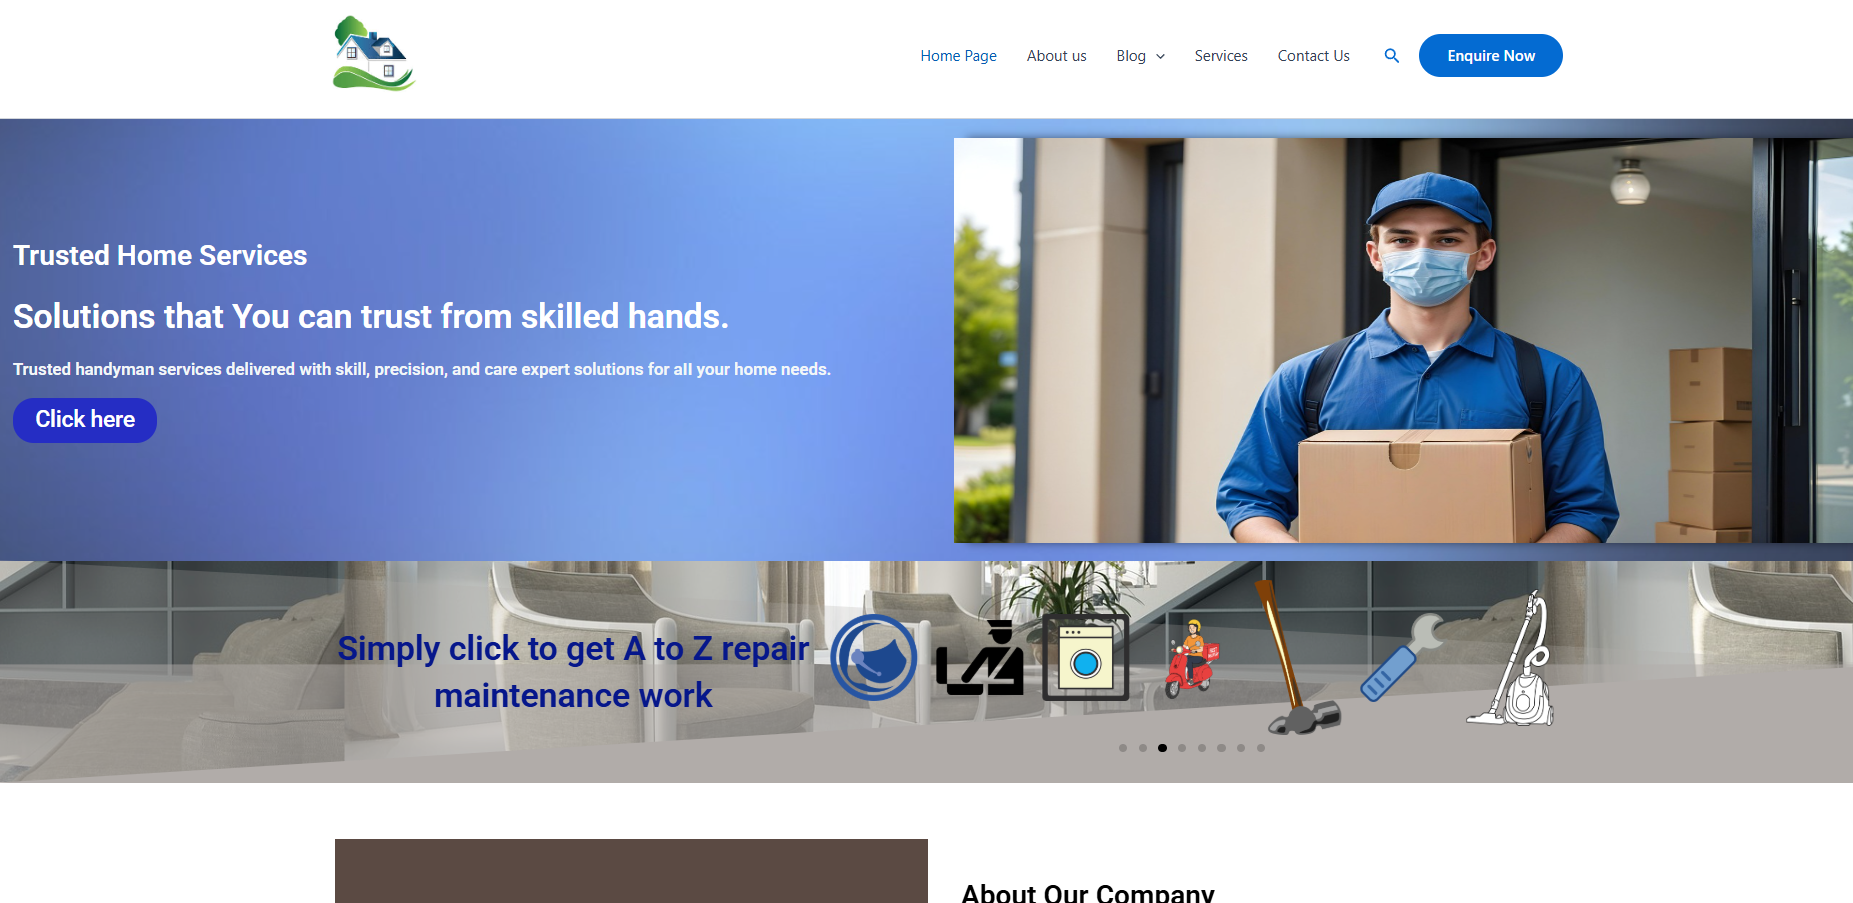 Home Page
About us
Blog
Services
Contact Us
Enquire Now
Trusted Home Services
Solutions that You can trust from skilled hands.
Trusted handyman services delivered with skill, precision, and care expert solutions for all your home needs.
Click here
Simply click to get A to Z repair
maintenance work
About Our Company